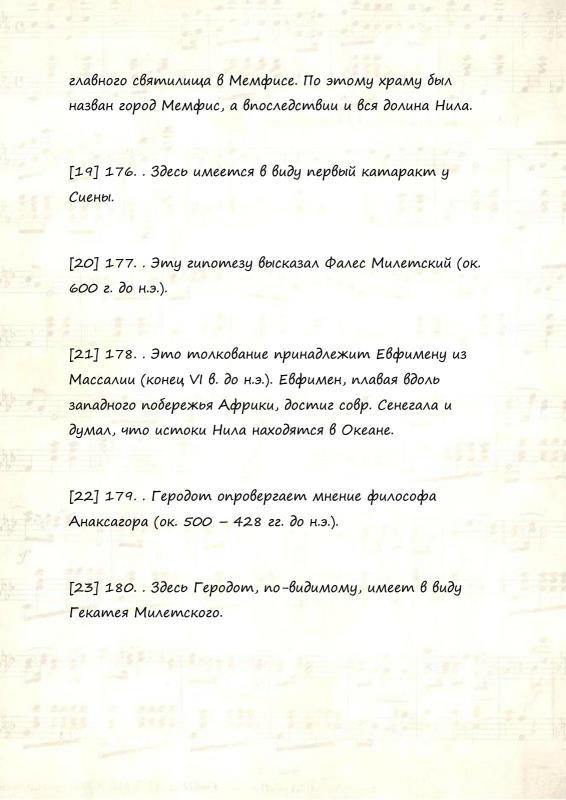 главного святилища в Мемфисе. По этому храму был
назван город Мемфис, а впоследствии и вся долина Нила.
[19] 176. . Здесь имеется в виду первый катаракт у
Сиены.
[20] 177. . Эту гипотезу высказал Фалес Милетский (ок.
600 г. до н.э.).
[21] 178. . Это толкование принадлежит Евфимену из
Массалии (конец VI в. до н.э.). Евфимен, плавая вдоль
западного побережья Африки, достиг совр. Сенегала и
думал, что истоки Нила находятся в Океане.
[22] 179. . Геродот опровергает мнение философа
Анаксагора (ок. 500 – 428 гг. до н.э.).
[23] 180. . Здесь Геродот, по-видимому, имеет в виду
Гекатея Милетского.